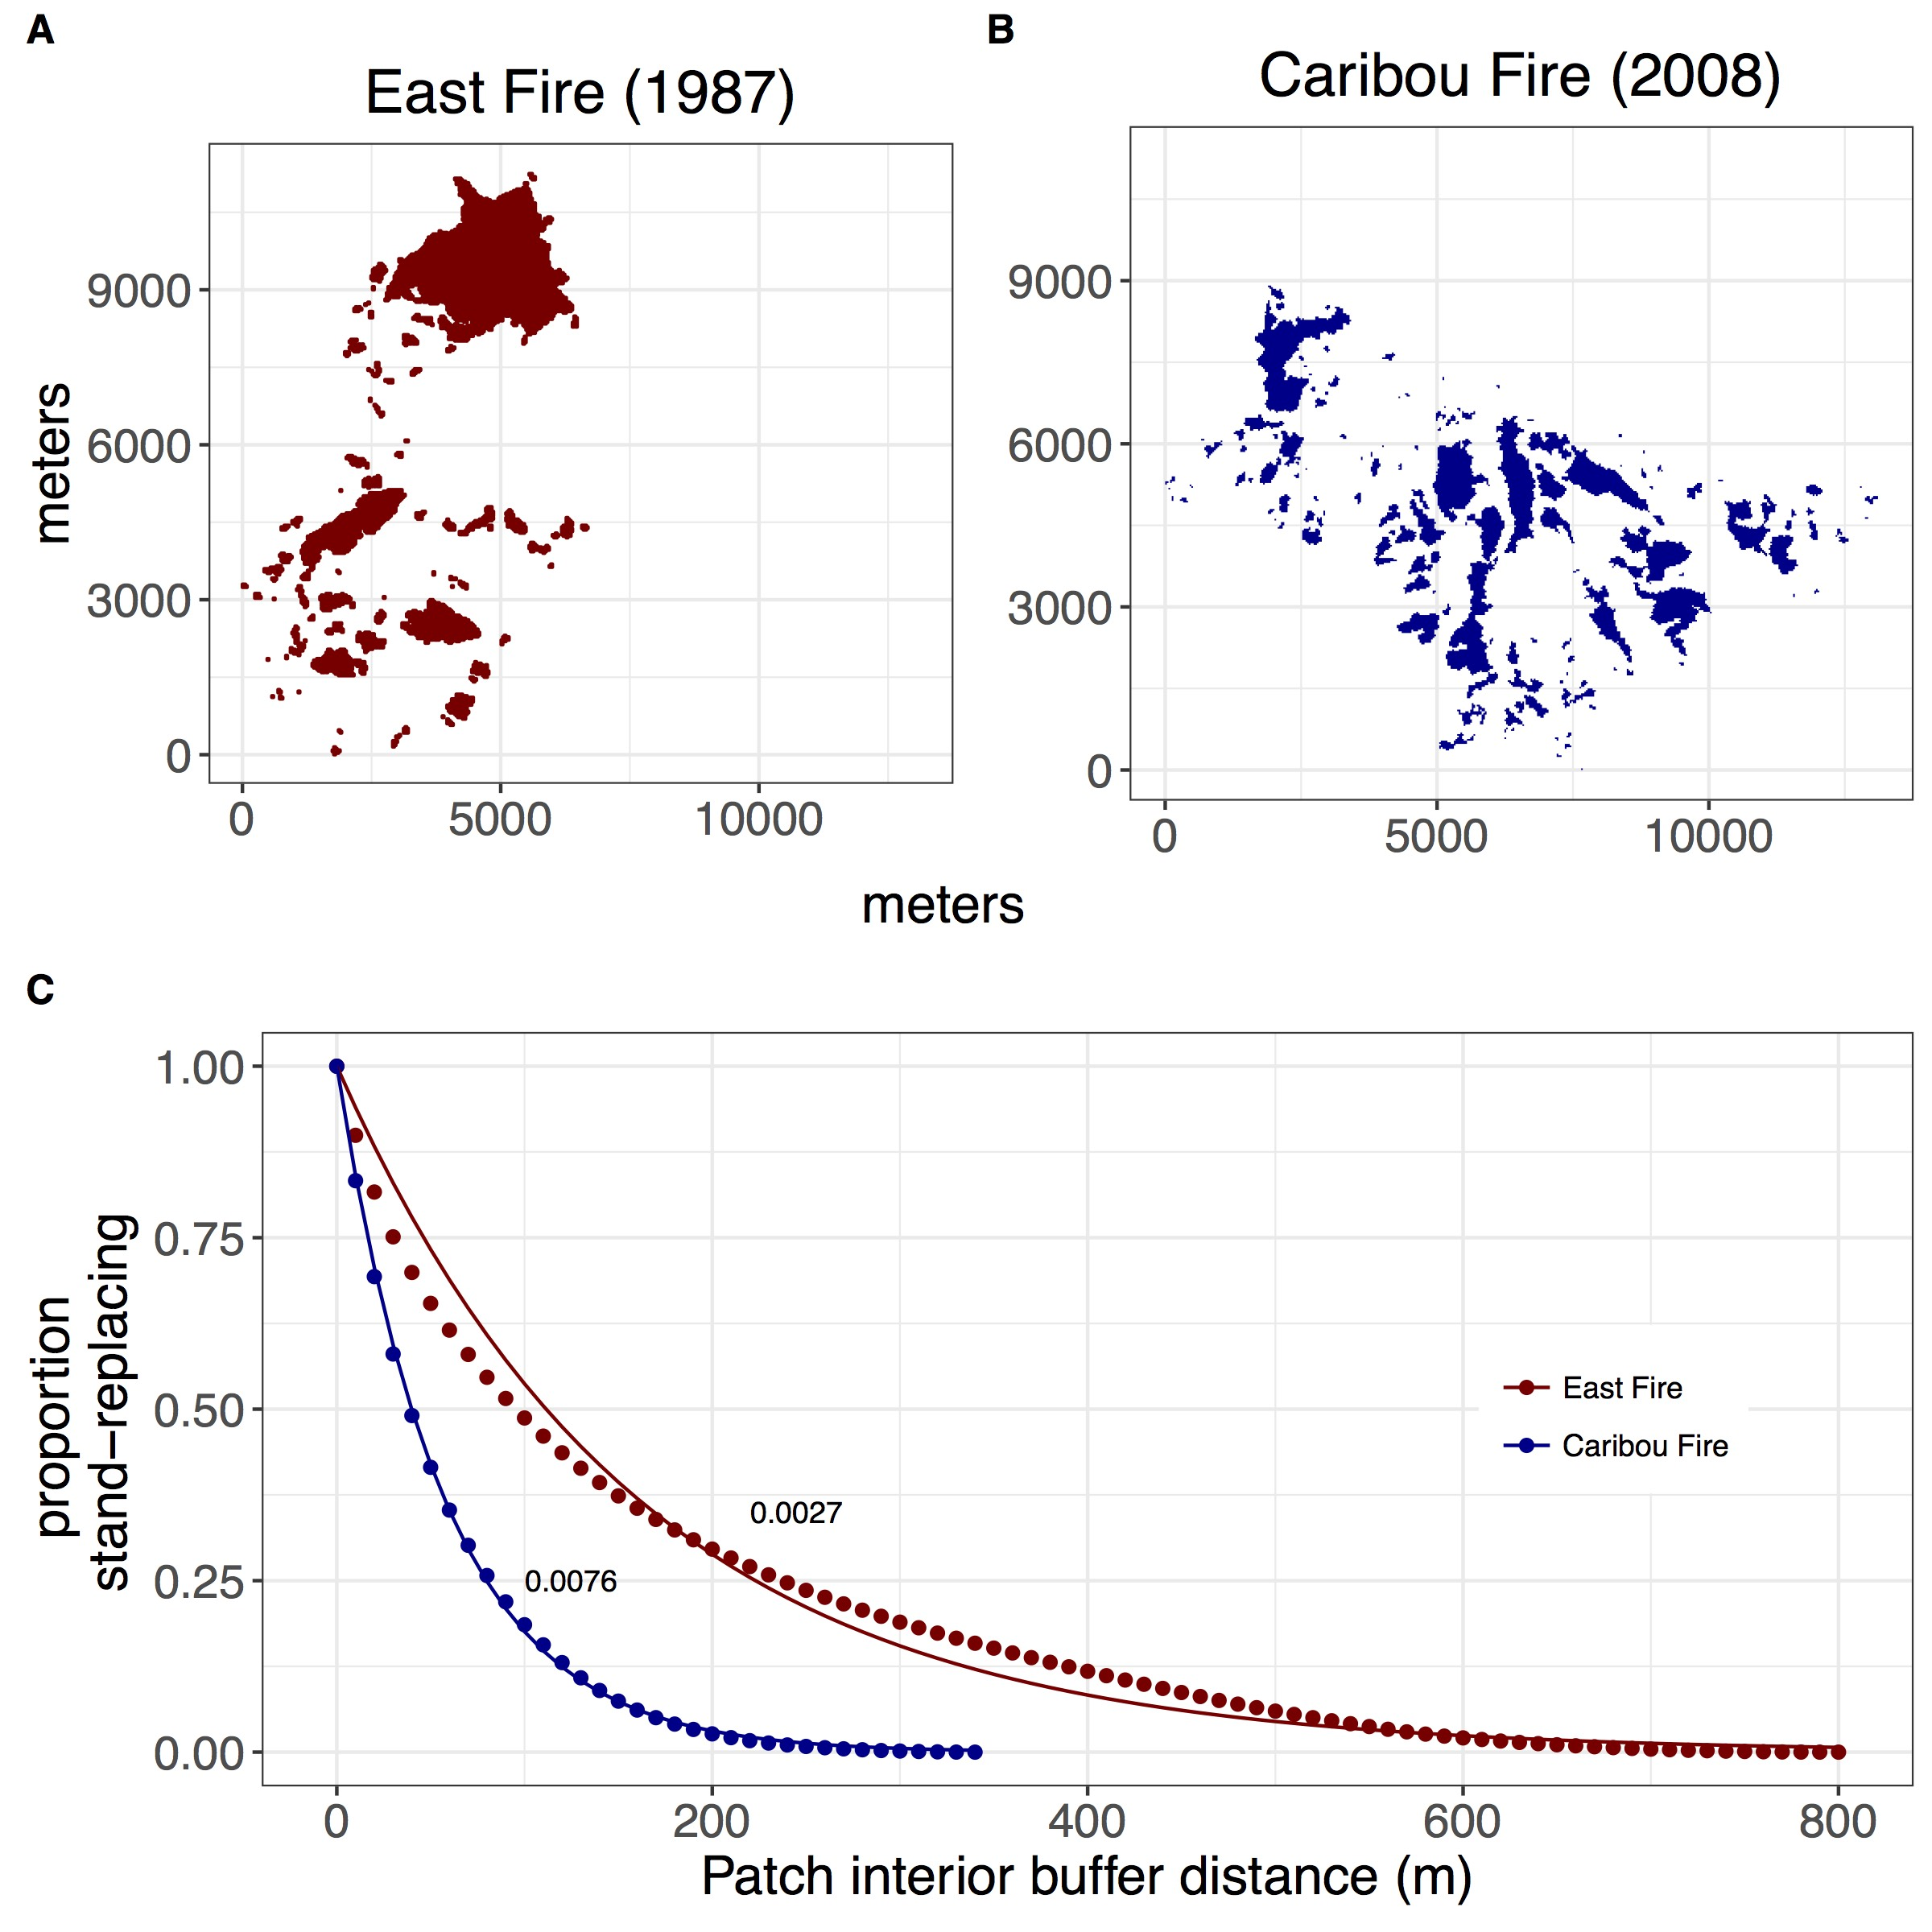 A
East Fire (1987)
9000
6000
3000
0
0 5000 10000
meters
B
Caribou Fire (2008)
9000
6000
3000
0
0 5000 10000
meters
C
1.00
0.75
0.50
0.25
0.00
proportion
stand−replacing
0.0027
0.0076
East Fire
Caribou Fire
0 200 400 600 800
Patch interior buffer distance (m)